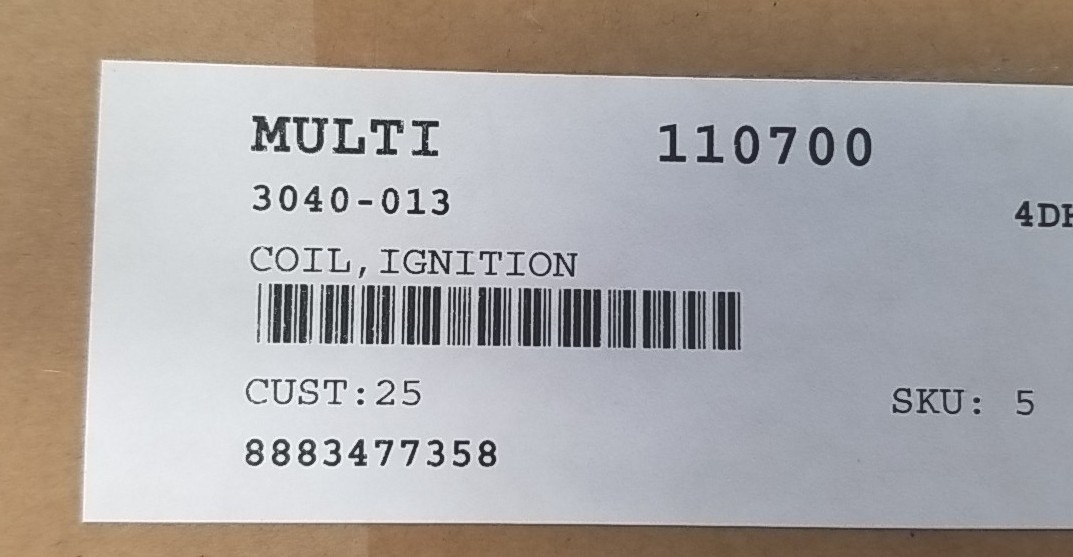 MULTI 110700
3040-013
COIL,IGNITION
CUST:25 SKU: 5
8883477358